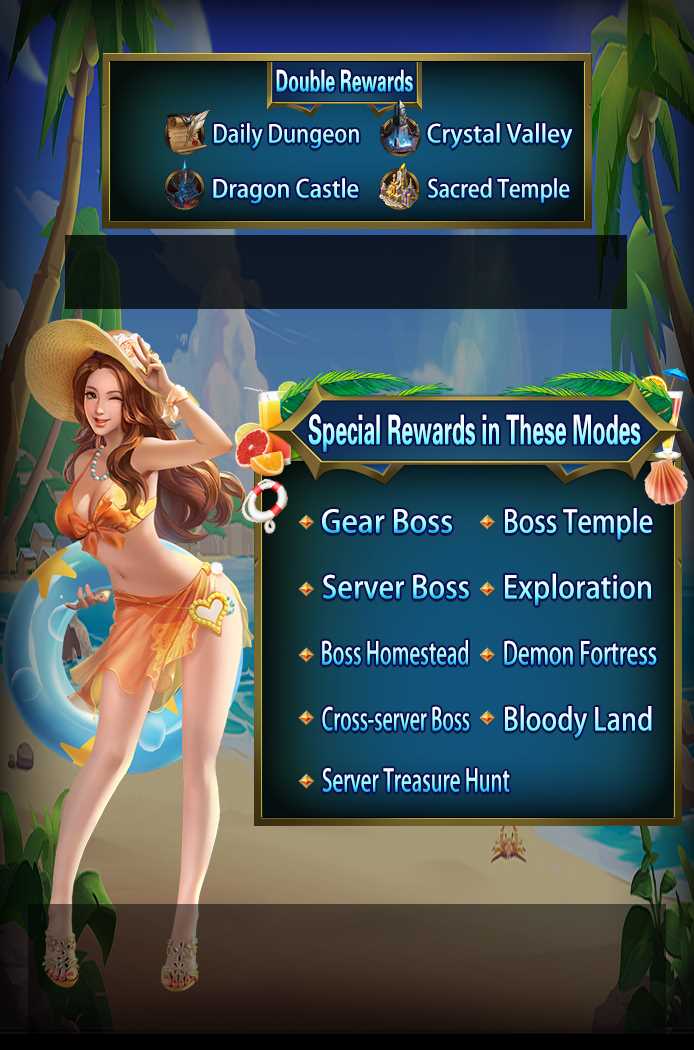 Double Rewards
Daily Dungeon Crystal Valley
Dragon Castle Sacred Temple
Special Rewards in These Modes
Gear Boss Boss Temple
Server Boss Exploration
Boss Homestead Demon Fortress
Cross-server Boss Bloody Land
Server Treasure Hunt